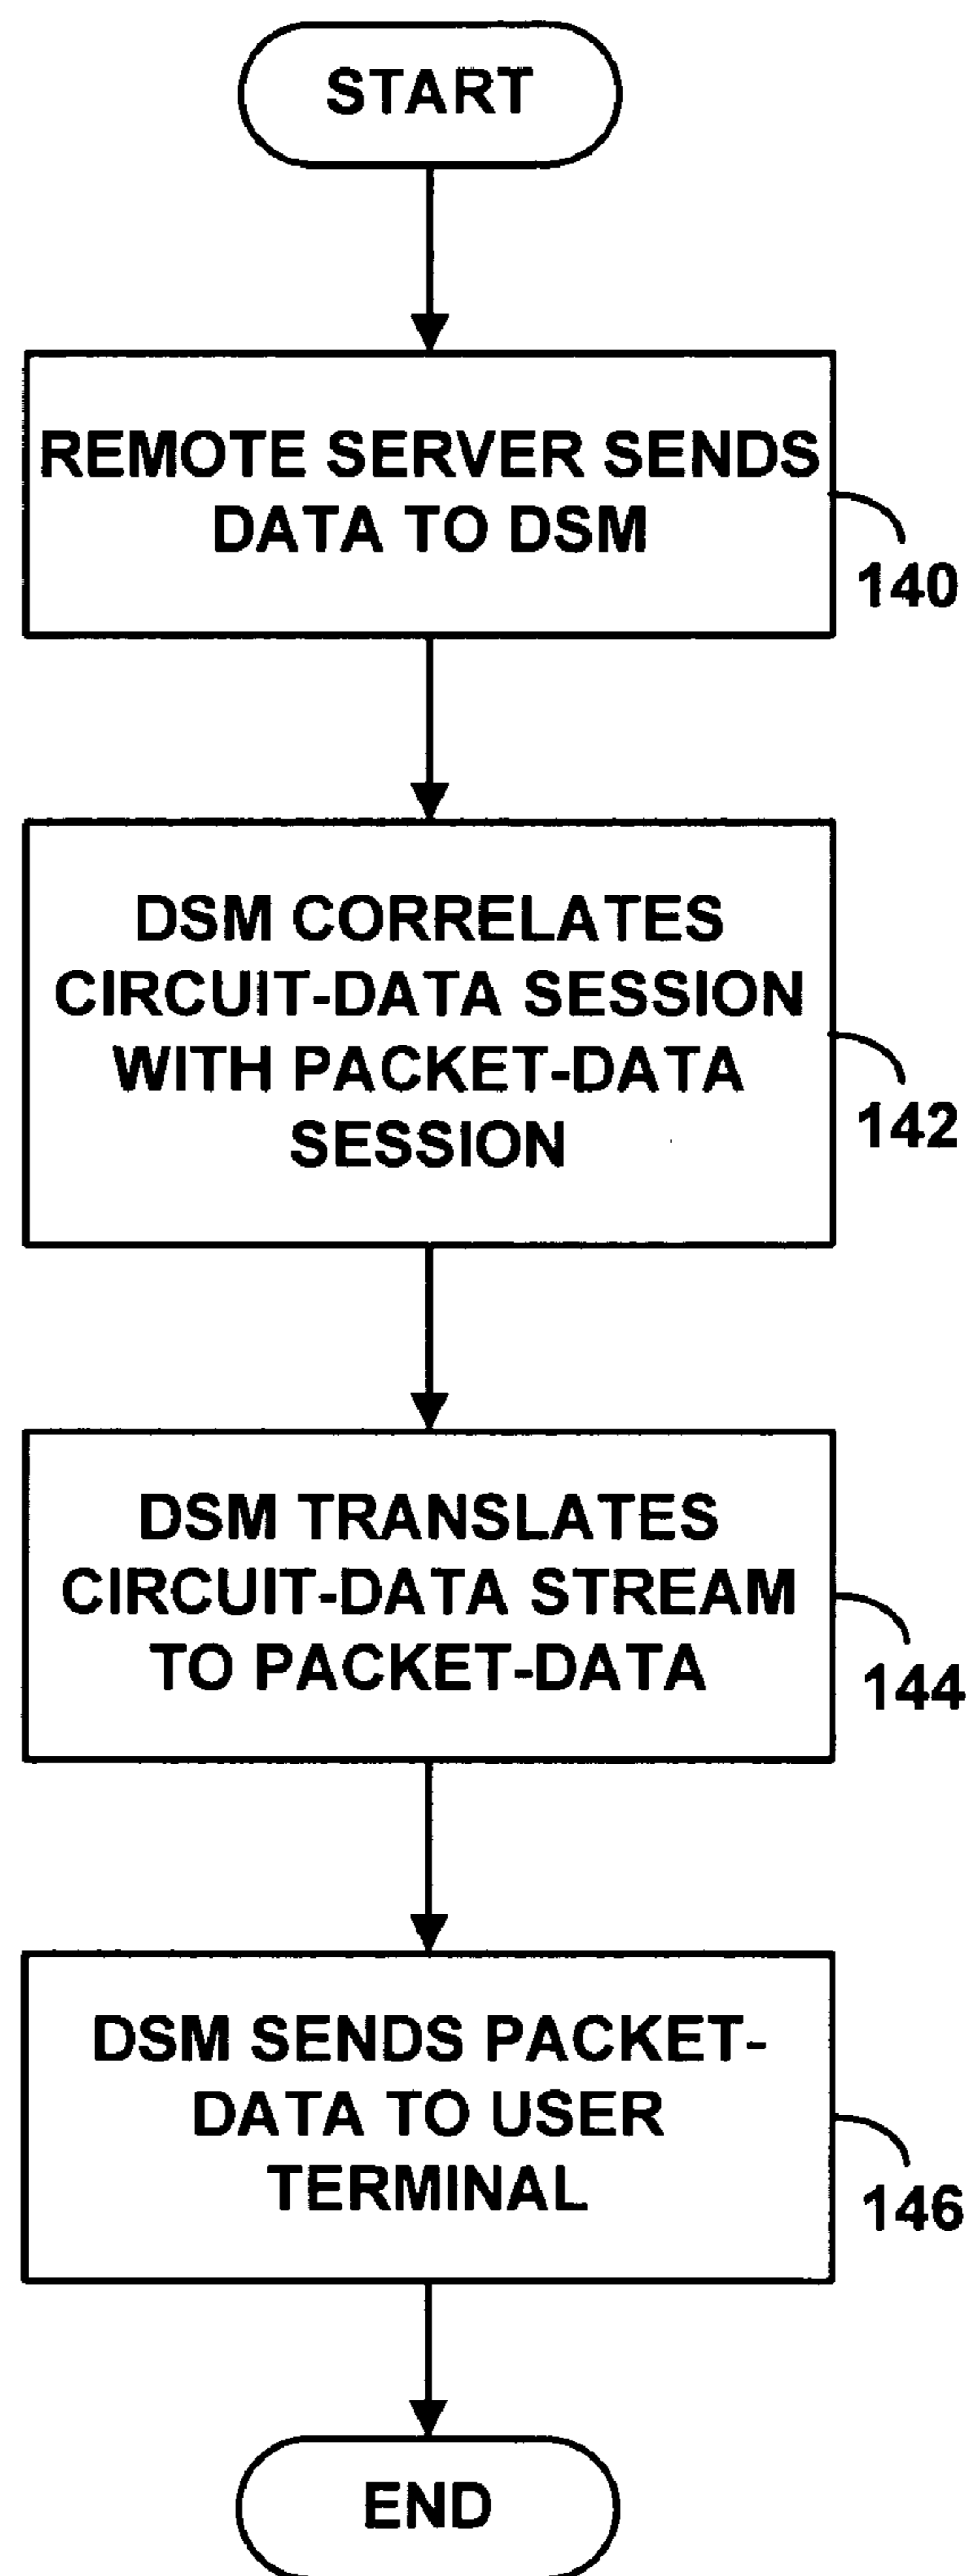 START
REMOTE SERVER SENDS
DATA TO DSM
140
DSM CORRELATES
CIRCUIT-DATA SESSION
WITH PACKET-DATA
SESSION
142
DSM TRANSLATES
CIRCUIT-DATA STREAM
TO PACKET-DATA
144
DSM SENDS PACKET-
DATA TO USER
TERMINAL
146
END